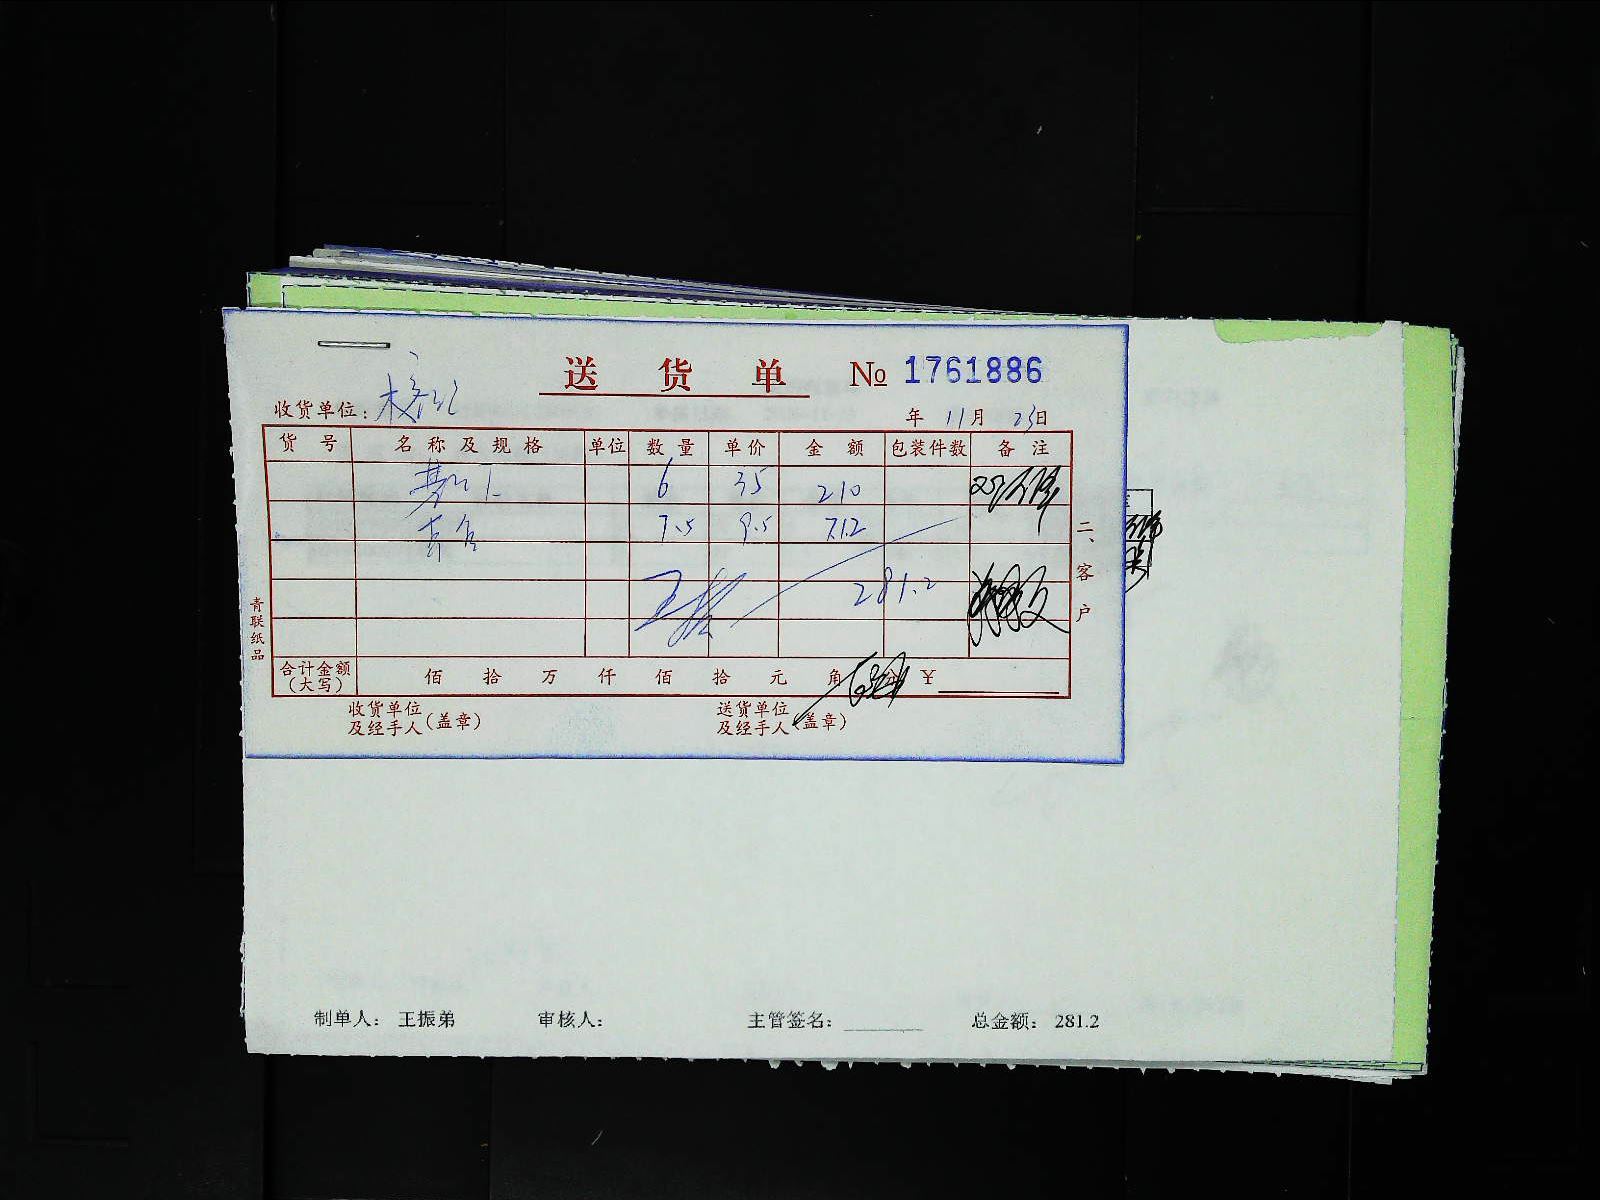 送货单 № 1761886
收货单位：
年 11月 23日
货号 名称及规格 单位 数量 单价 金额 包装件数 备注
6 35 210
7.5 9.5 71.2
281.2
合计金额（大写） 佰 拾 万 仟 佰 拾 元 角 ¥
收货单位及经手人（盖章） 送货单位及经手人（盖章）
青联纸品
二、客户
制单人： 王振弟 审核人： 主管签名： 总金额： 281.2